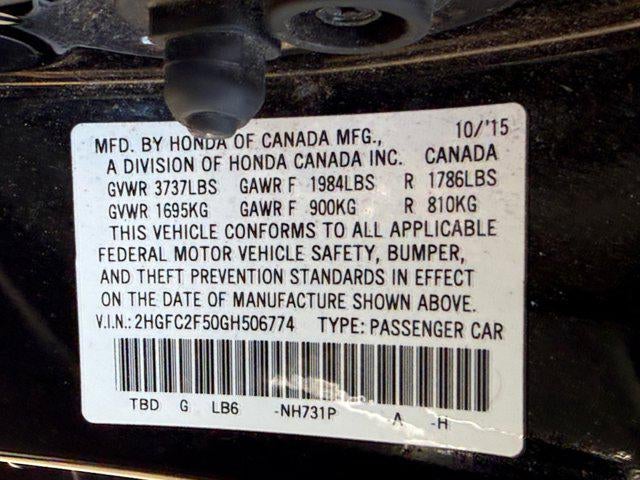 MFD. BY HONDA OF CANADA MFG., 10/'15
A DIVISION OF HONDA CANADA INC. CANADA
GVWR 3737LBS GAWR F 1984LBS R 1786LBS
GVWR 1695KG GAWR F 900KG R 810KG
THIS VEHICLE CONFORMS TO ALL APPLICABLE
FEDERAL MOTOR VEHICLE SAFETY, BUMPER,
AND THEFT PREVENTION STANDARDS IN EFFECT
ON THE DATE OF MANUFACTURE SHOWN ABOVE.
V.I.N.: 2HGFC2F50GH506774 TYPE: PASSENGER CAR
TBD G LB6 -NH731P A -H